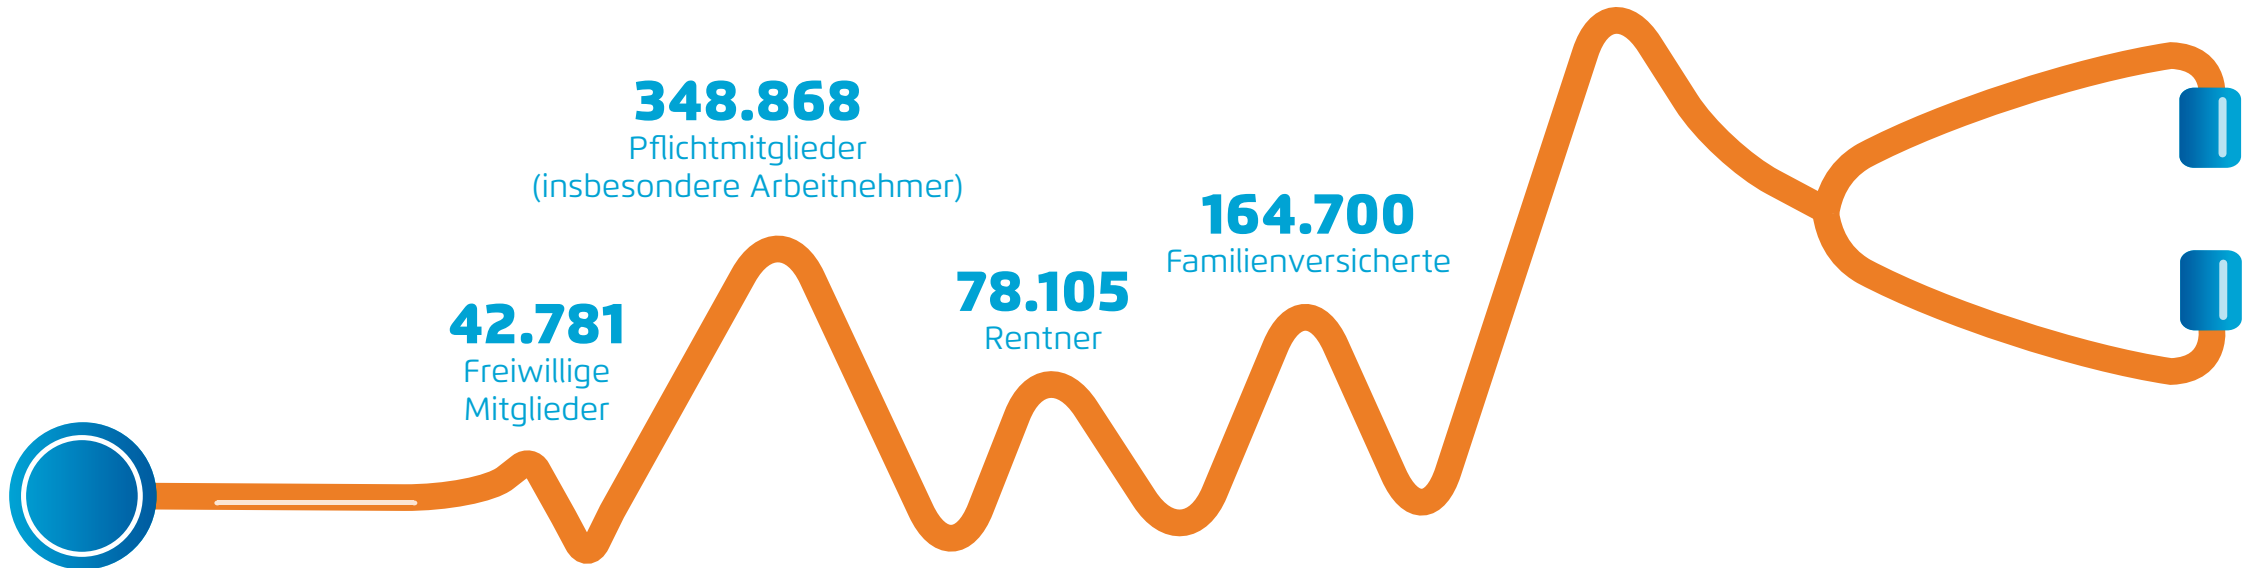 348.868
Pflichtmitglieder
(insbesondere Arbeitnehmer)
164.700
Familienversicherte
78.105
Rentner
42.781
Freiwillige
Mitglieder